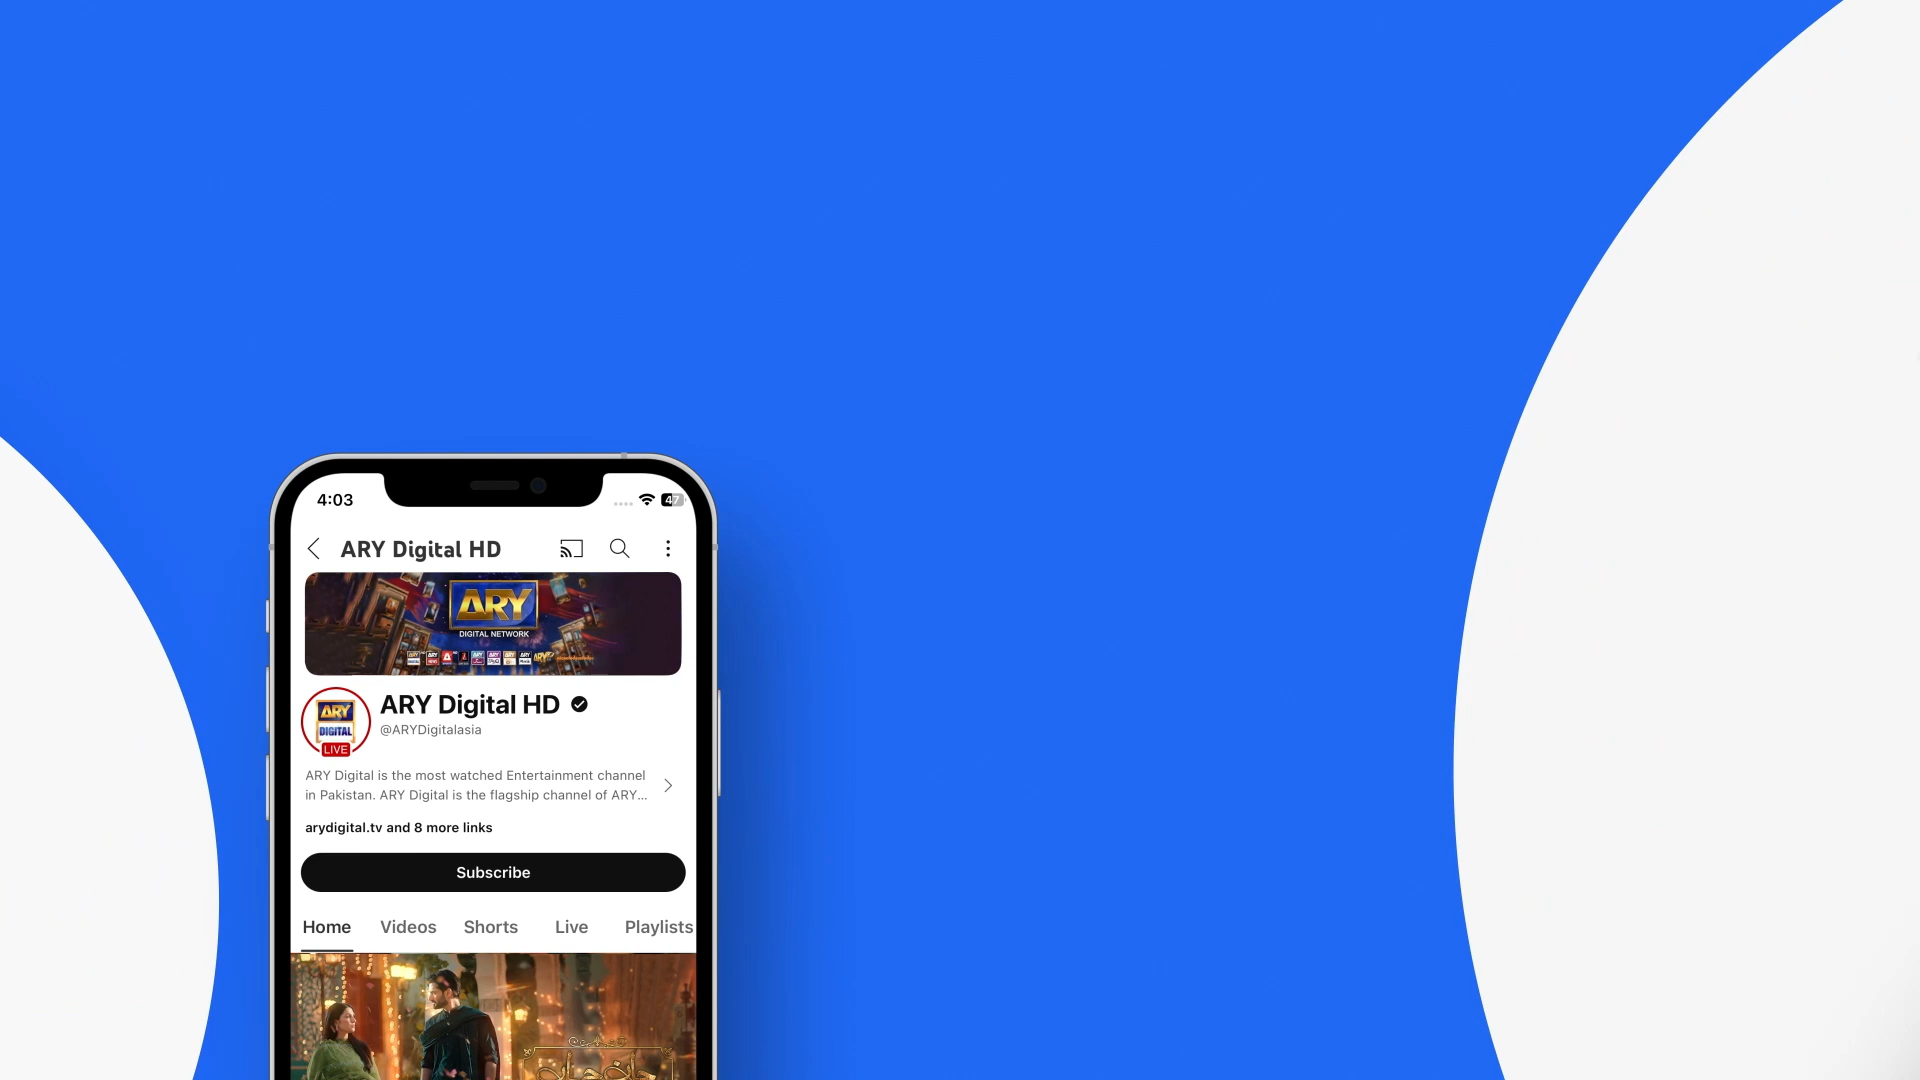 4:03
47
ARY Digital HD
ARY
DIGITAL NETWORK
ARY Digital HD
@ARYDigitalasia
ARY
DIGITAL
LIVE
ARY Digital is the most watched Entertainment channel
in Pakistan. ARY Digital is the flagship channel of ARY...
arydigital.tv and 8 more links
Subscribe
Home Videos Shorts Live Playlists